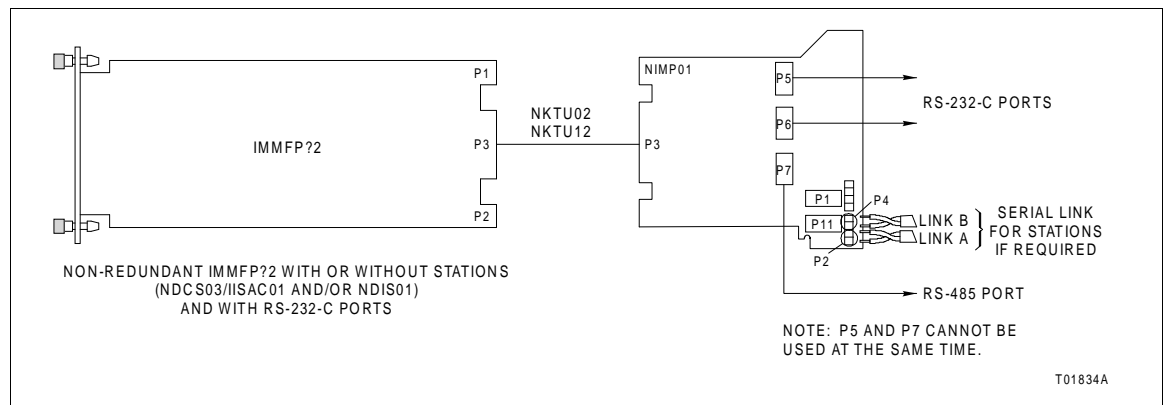 P1
IMMFP?2
P3
P2
NKTU02
NKTU12
NIMP01
P3
P5
P6
P7
P1
P11
P4
P2
RS-232-C PORTS
LINK B
LINK A
SERIAL LINK
FOR STATIONS
IF REQUIRED
RS-485 PORT
NON-REDUNDANT IMMFP?2 WITH OR WITHOUT STATIONS
(NDCS03/IISAC01 AND/OR NDIS01)
AND WITH RS-232-C PORTS
NOTE: P5 AND P7 CANNOT BE
USED AT THE SAME TIME.
T01834A